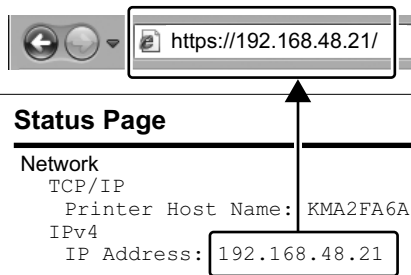 https://192.168.48.21/
Status Page
Network
TCP/IP
Printer Host Name: KMA2FA6A
IPv4
IP Address: 192.168.48.21